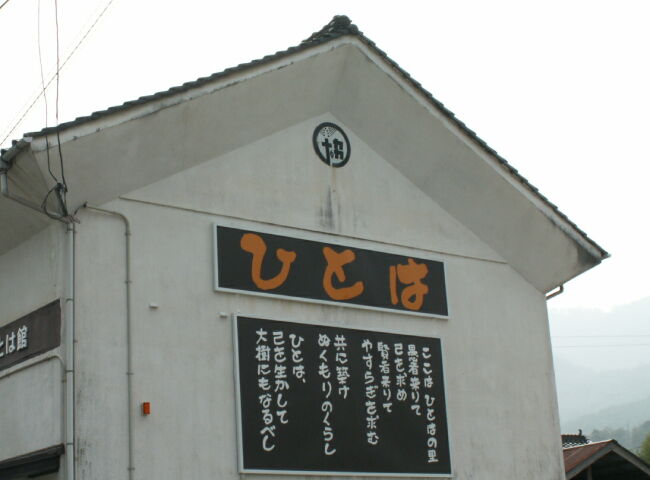 協
ひとは
ここは ひとはの里
愚者寄りて
己を求め
賢者来りて
やすらぎを求む
共に築け
ぬくもりのくらし
ひとは、
己を生かして
大樹にもなるべし
とは館